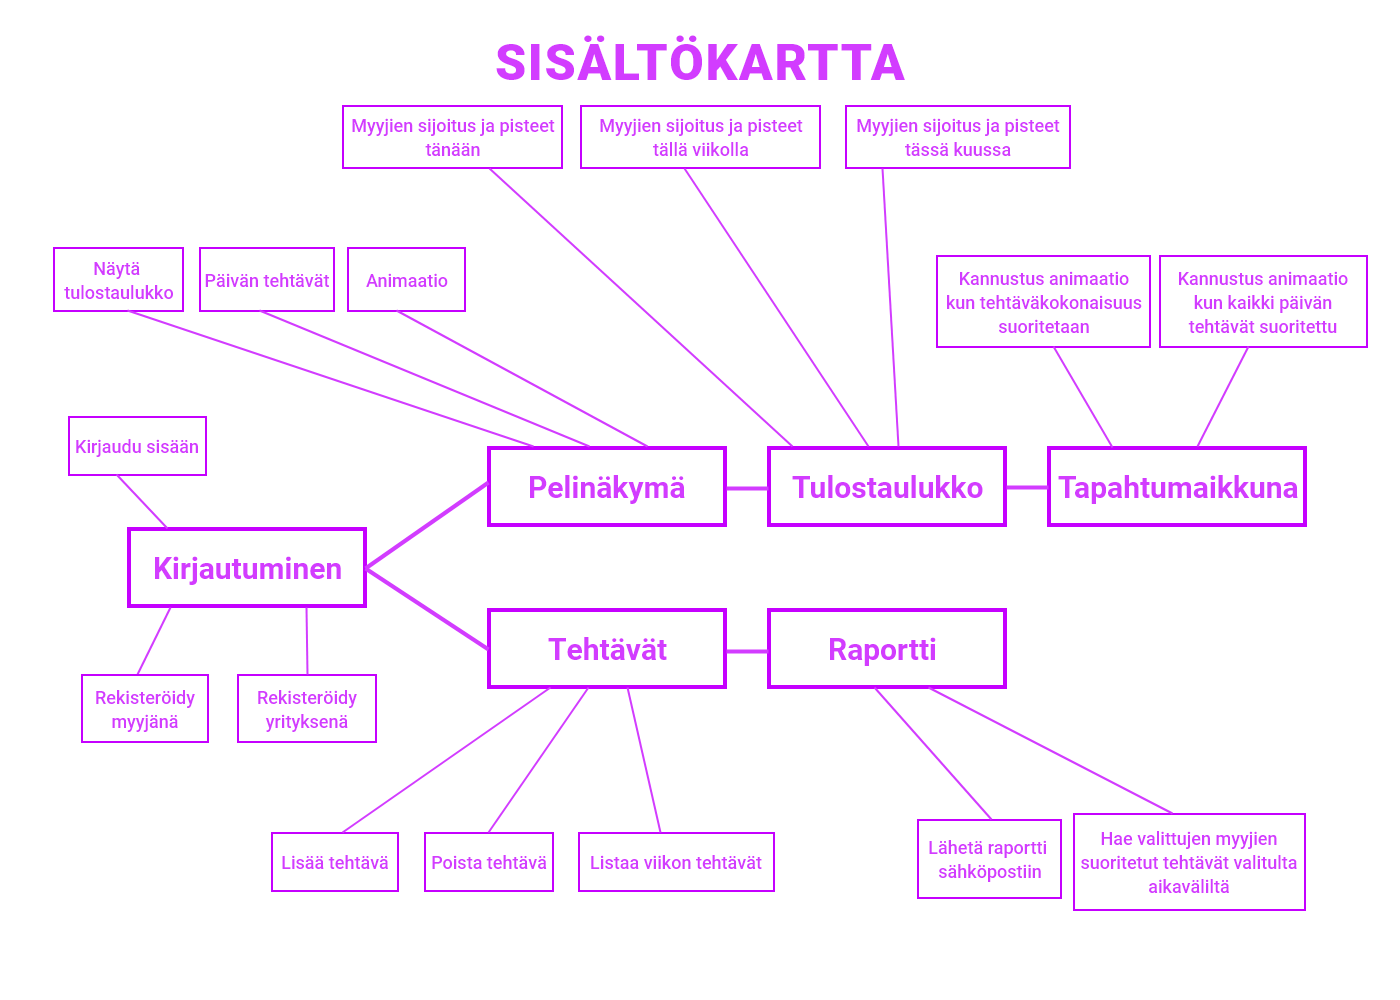 SISÄLTÖKARTTA
Myyjien sijoitus ja pisteet
tänään
Myyjien sijoitus ja pisteet
tällä viikolla
Myyjien sijoitus ja pisteet
tässä kuussa
Näytä
tulostaulukko
Päivän tehtävät
Animaatio
Kannustus animaatio
kun tehtäväkokonaisuus
suoritetaan
Kannustus animaatio
kun kaikki päivän
tehtävät suoritettu
Kirjaudu sisään
Pelinäkymä
Tulostaulukko
Tapahtumaikkuna
Kirjautuminen
Tehtävät
Raportti
Rekisteröidy
myyjänä
Rekisteröidy
yrityksenä
Lisää tehtävä
Poista tehtävä
Listaa viikon tehtävät
Lähetä raportti
sähköpostiin
Hae valittujen myyjien
suoritetut tehtävät valitulta
aikaväliltä